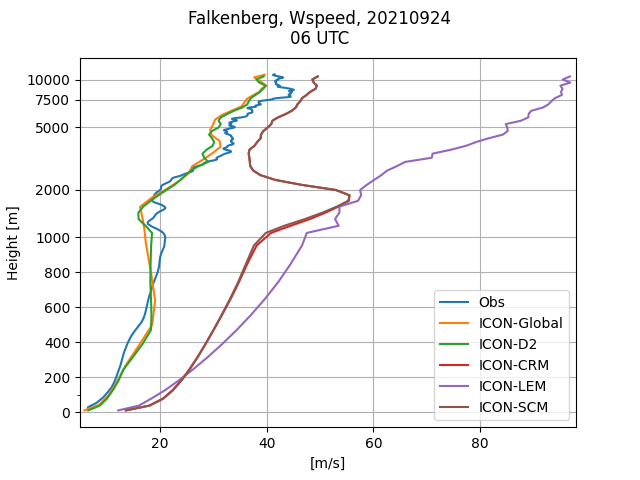 Falkenberg, Wspeed, 20210924
06 UTC
Height [m]
10000
7500
5000
2000
1000
800
600
400
200
0
20
40
60
80
[m/s]
Obs
ICON-Global
ICON-D2
ICON-CRM
ICON-LEM
ICON-SCM